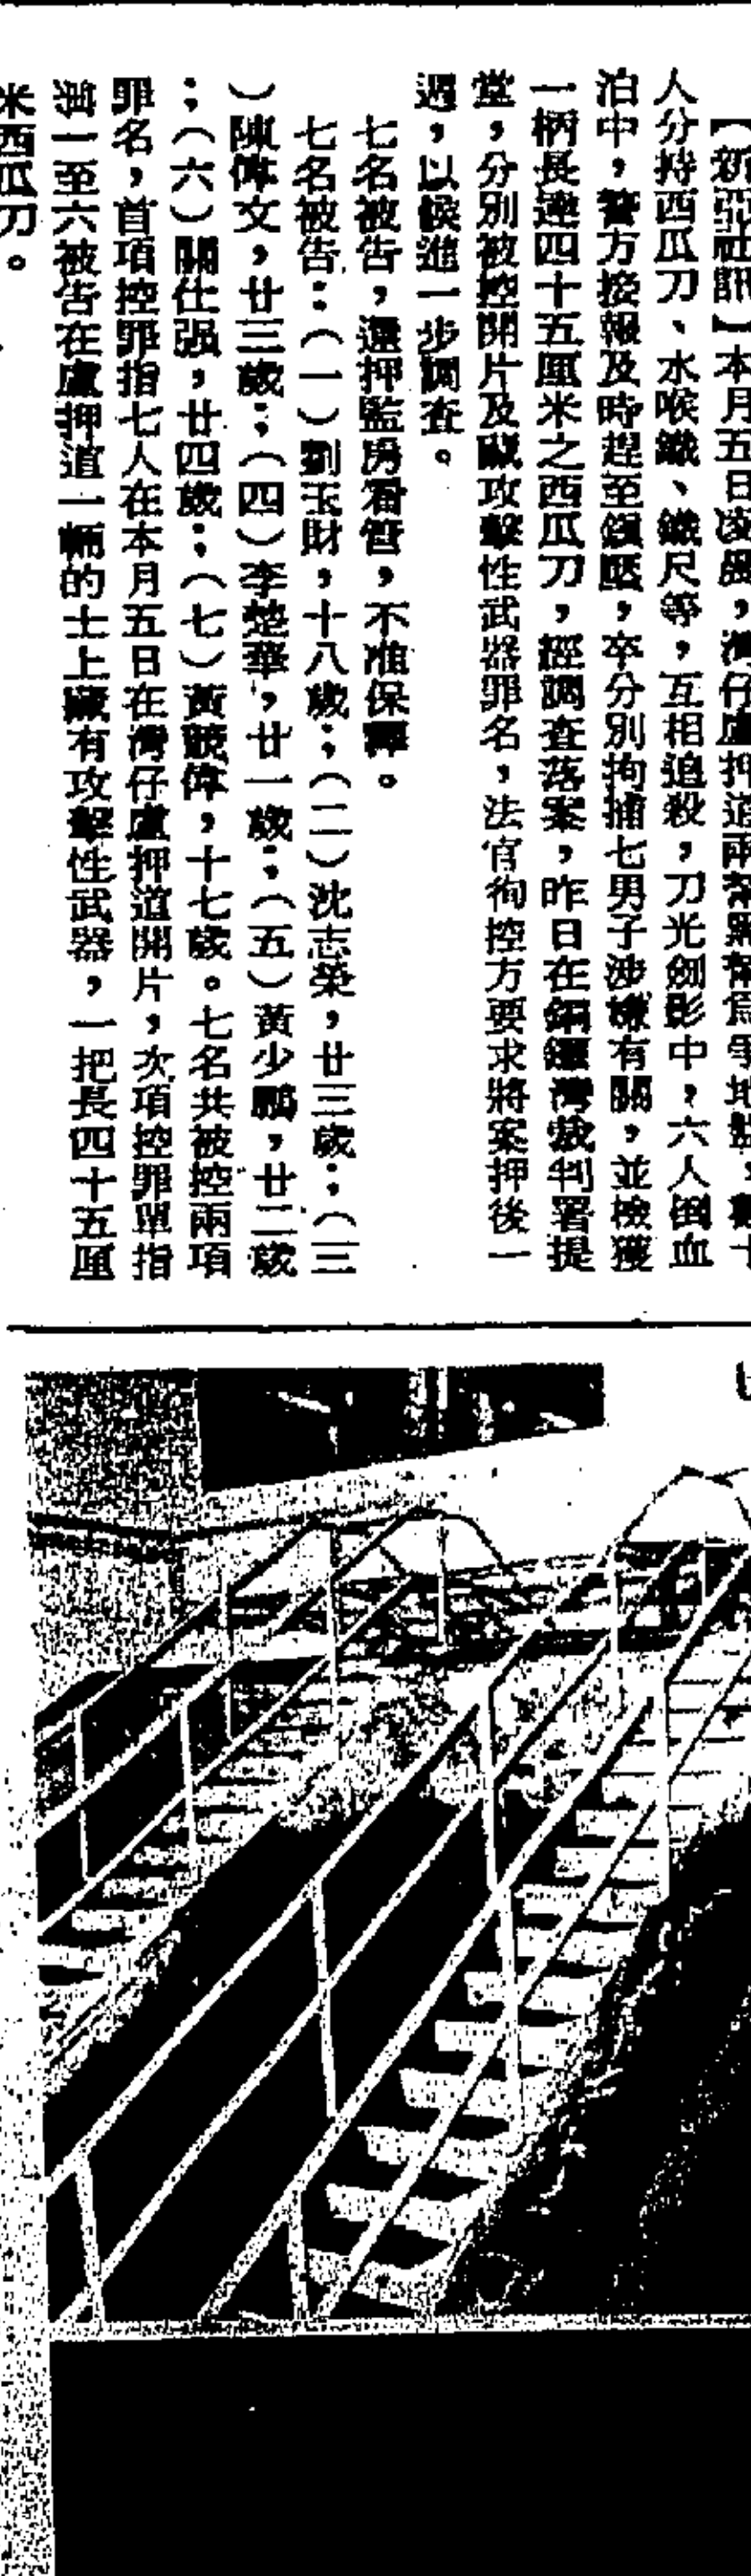 【新亞社訊】本月五日凌晨，灣仔盧押道兩幫
人分持西瓜刀、水喉鐵、鐵尺等，互相追殺，刀光劍影中，六人倒血
泊中，警方接報及時趕至鎮壓，卒分別拘捕七男子涉嫌有關，並檢獲
一柄長達四十五厘米之西瓜刀，經調查落案，昨日在銅鑼灣裁判署提
堂，分別被控開片及藏攻擊性武器罪名，法官徇控方要求將案押後一
週，以候進一步調查。
七名被告，還押監房看管，不准保釋。
七名被告：（一）劉玉財，十八歲；（二）沈志榮，廿三歲；（三
）陳偉文，廿三歲；（四）李楚華，廿一歲；（五）黃少鵬，廿二歲
；（六）關仕强，廿四歲；（七）黃競偉，十七歲。七名共被控兩項
罪名，首項控罪指七人在本月五日在灣仔盧押道開片，次項控罪單指
一至六被告在盧押道一輛的士上藏有攻擊性武器，一把長四十五厘
米西瓜刀。